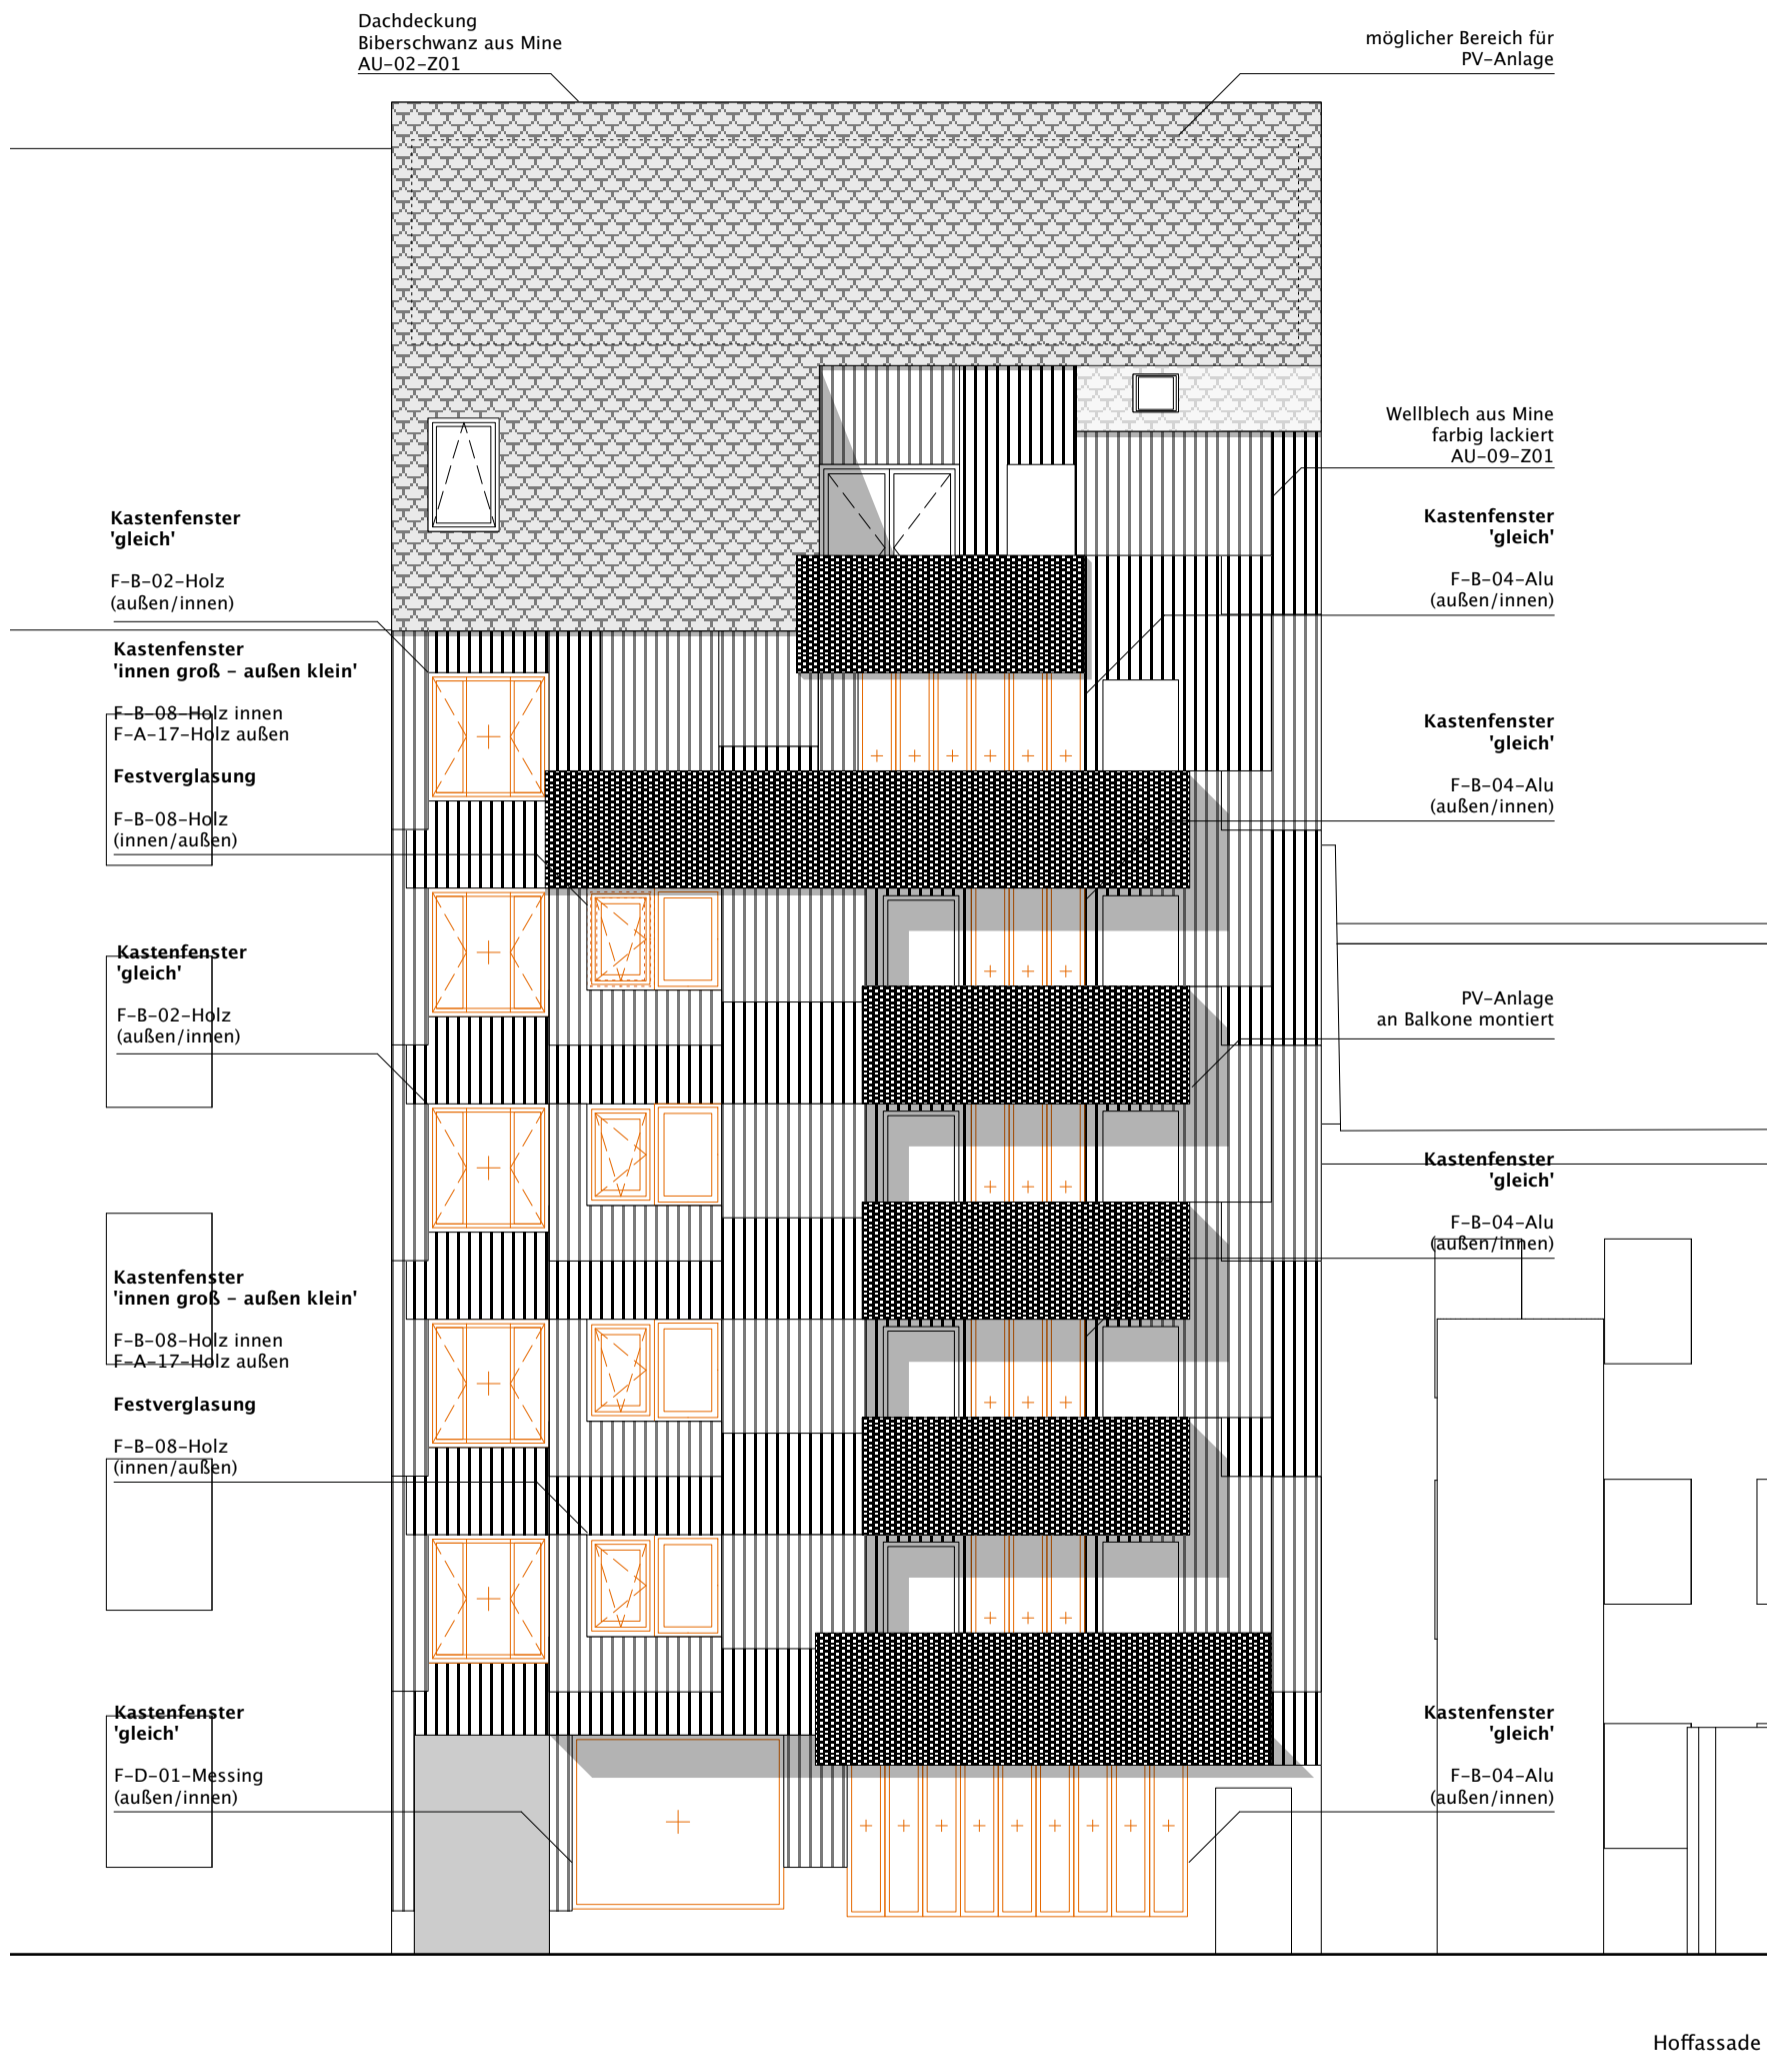 Dachdeckung
Biberschwanz aus Mine
AU-02-Z01
möglicher Bereich für
PV-Anlage
Wellblech aus Mine
farbig lackiert
AU-09-Z01
Kastenfenster
'gleich'
F-B-02-Holz
(außen/innen)
Kastenfenster
'innen groß - außen klein'
F-B-08-Holz innen
F-A-17-Holz außen
Festverglasung
F-B-08-Holz
(innen/außen)
Kastenfenster
'gleich'
F-B-02-Holz
(außen/innen)
Kastenfenster
'innen groß - außen klein'
F-B-08-Holz innen
F-A-17-Holz außen
Festverglasung
F-B-08-Holz
(innen/außen)
Kastenfenster
'gleich'
F-D-01-Messing
(außen/innen)
Kastenfenster
'gleich'
F-B-04-Alu
(außen/innen)
Kastenfenster
'gleich'
F-B-04-Alu
(außen/innen)
PV-Anlage
an Balkone montiert
Kastenfenster
'gleich'
F-B-04-Alu
(außen/innen)
Kastenfenster
'gleich'
F-B-04-Alu
(außen/innen)
Hoffassade